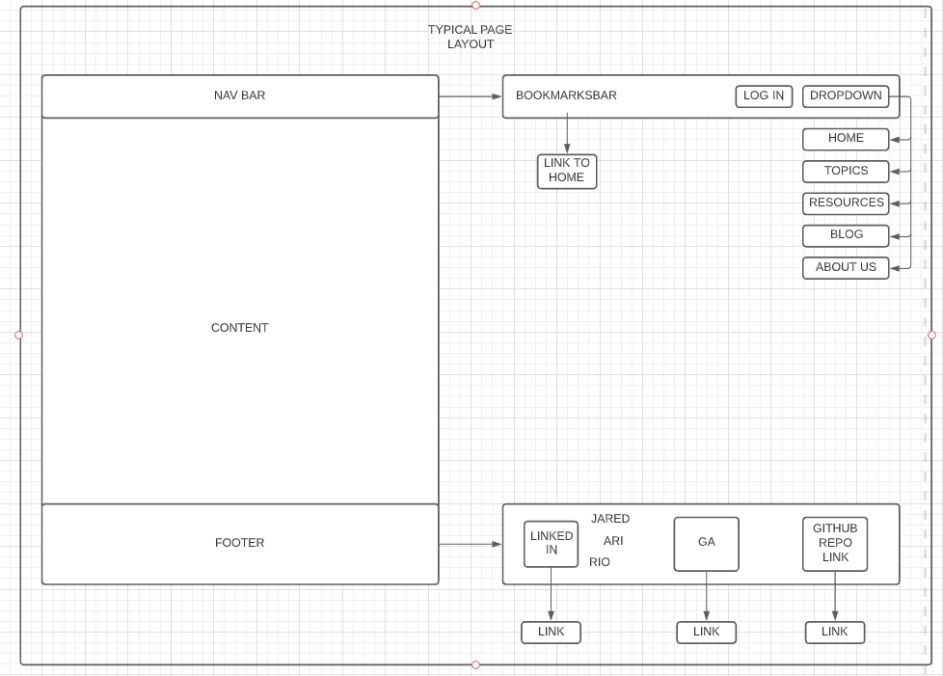 TYPICAL PAGE
LAYOUT
NAV BAR
BOOKMARKSBAR
LOG IN
DROPDOWN
LINK TO
HOME
HOME
TOPICS
RESOURCES
BLOG
ABOUT US
CONTENT
FOOTER
LINKED
IN
JARED
ARI
RIO
GA
GITHUB
REPO
LINK
LINK
LINK
LINK